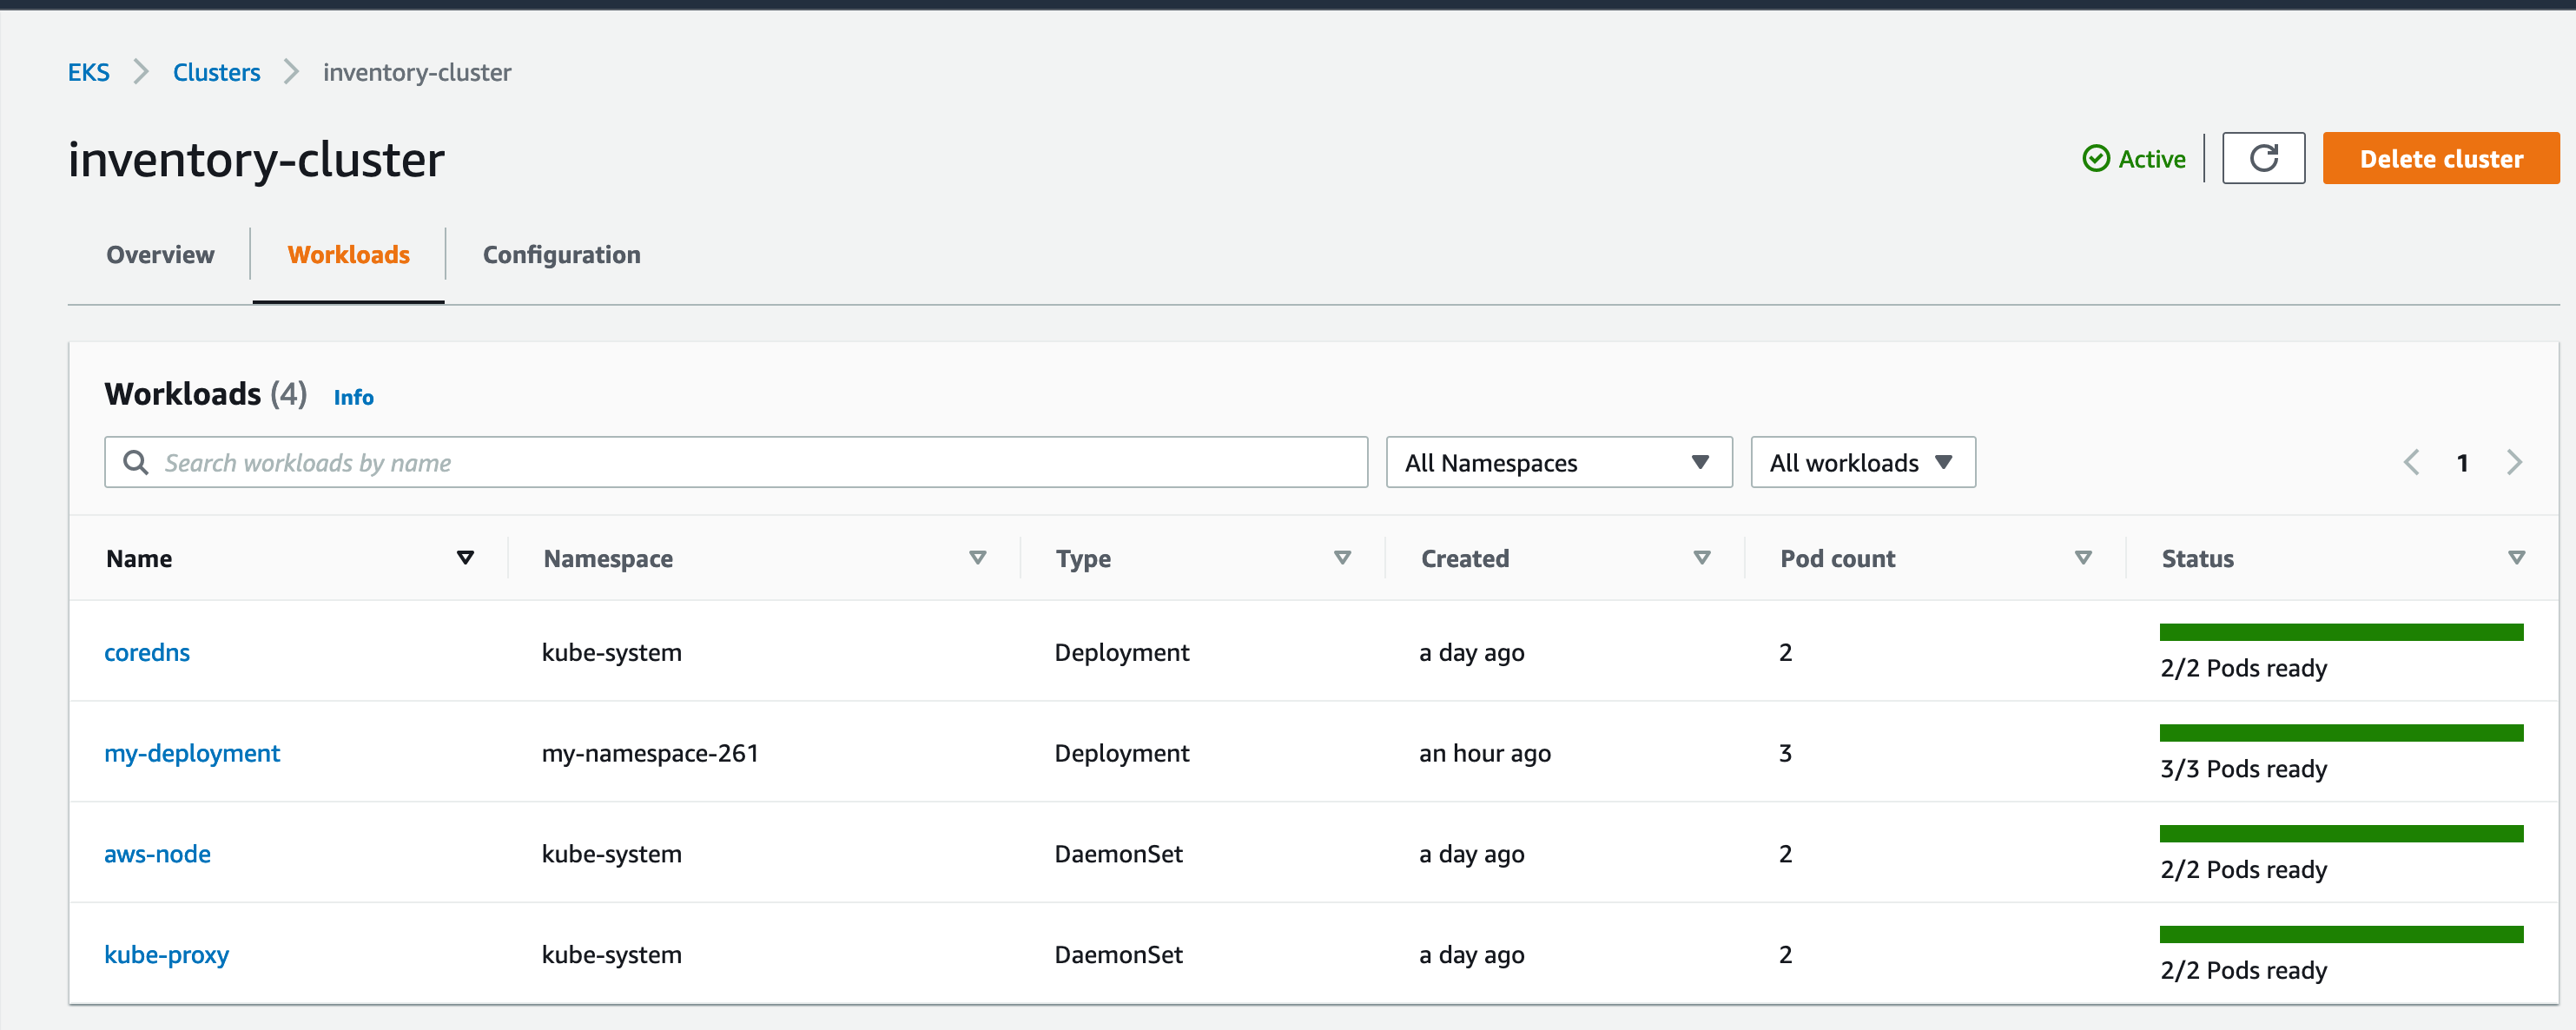 EKS > Clusters > inventory-cluster
inventory-cluster
Active
Delete cluster
Overview
Workloads
Configuration
Workloads (4) Info
Search workloads by name
All Namespaces
All workloads
1
Name Namespace Type Created Pod count Status
coredns kube-system Deployment a day ago 2 2/2 Pods ready
my-deployment my-namespace-261 Deployment an hour ago 3 3/3 Pods ready
aws-node kube-system DaemonSet a day ago 2 2/2 Pods ready
kube-proxy kube-system DaemonSet a day ago 2 2/2 Pods ready